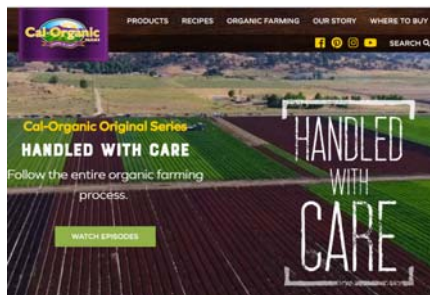 PRODUCTS RECIPES ORGANIC FARMING OUR STORY WHERE TO BUY
Cal-Organic
SEARCH
Cal-Organic Original Series
HANDLED WITH CARE
Follow the entire organic farming
process.
WATCH EPISODES
HANDLED
WITH
CARE